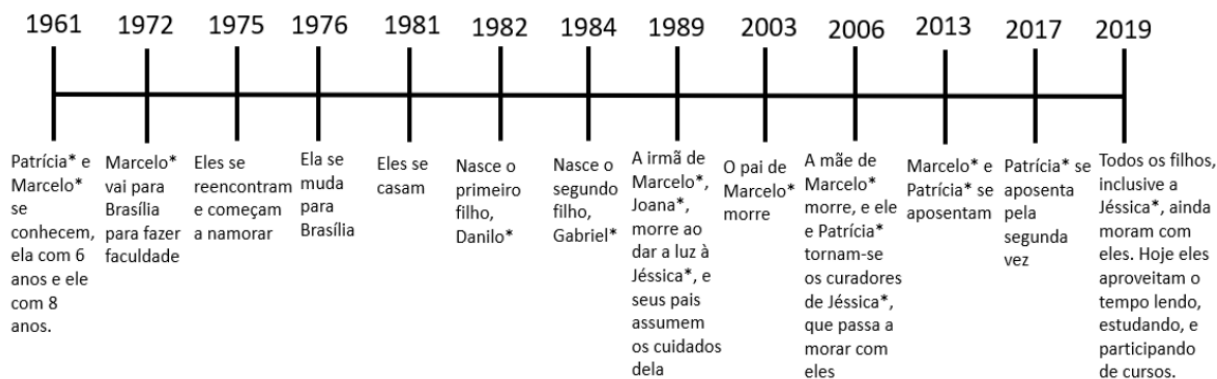 1961
1972
1975
1976
1981
1982
1984
1989
2003
2006
2013
2017
2019
Patrícia* e
Marcelo*
se
conhecem,
ela com 6
anos e ele
com 8
anos.
Marcelo*
vai para
Brasília
para fazer
faculdade
Eles se
reencontram
e começam
a namorar
Ela se
muda
para
Brasília
Eles se
casam
Nasce o
primeiro
filho,
Danilo*
Nasce o
segundo
filho,
Gabriel*
A irmã de
Marcelo*,
Joana*,
morre ao
dar a luz à
Jéssica*, e
seus pais
assumem
os cuidados
dela
O pai de
Marcelo*
morre
A mãe de
Marcelo*
morre, e ele
e Patrícia*
tornam-se
os curadores
de Jéssica*,
que passa a
morar com
eles
Marcelo* e
Patrícia* se
aposentam
Patrícia* se
aposenta
pela
segunda
vez
Todos os filhos,
inclusive a
Jéssica*, ainda
moram com
eles. Hoje eles
aproveitam o
tempo lendo,
estudando, e
participando
de cursos.